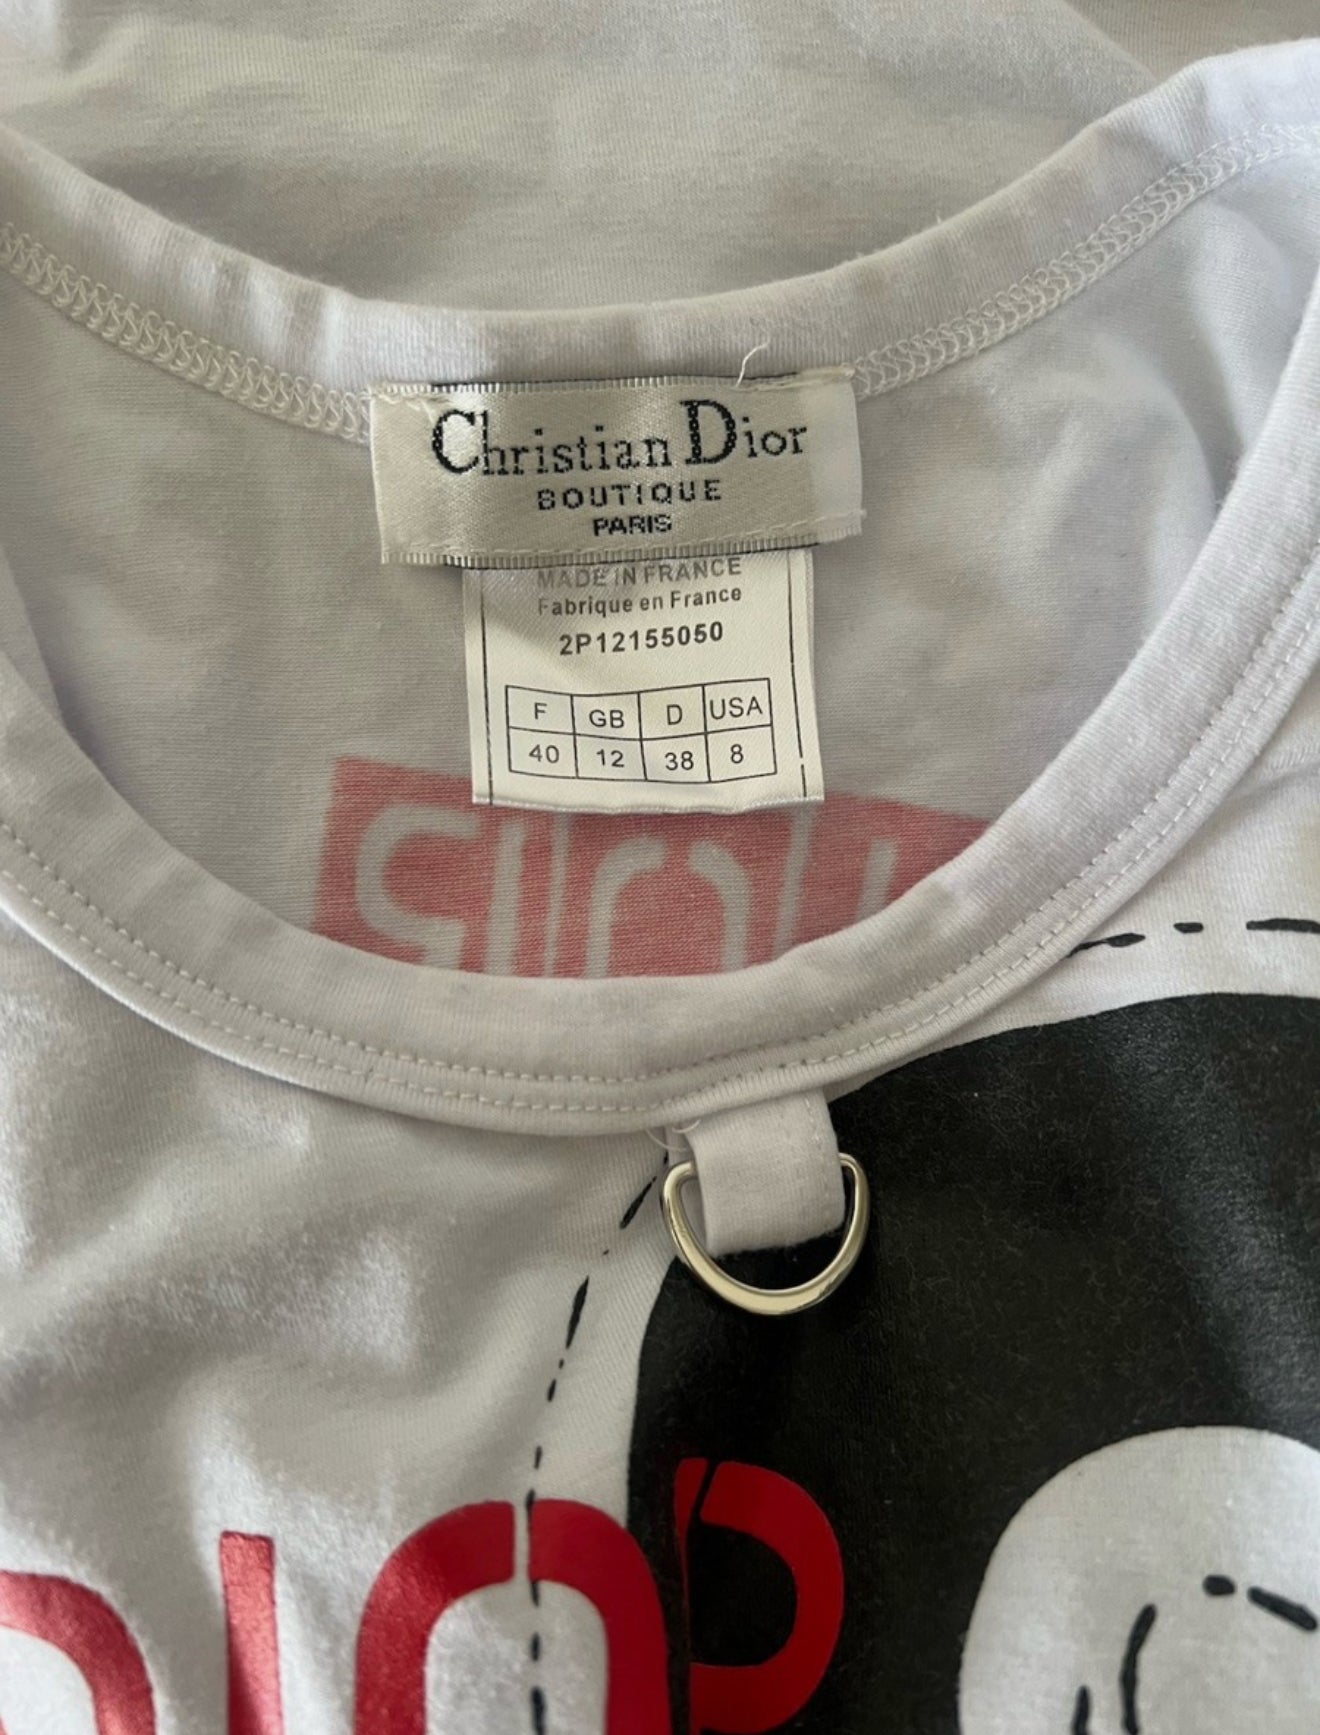 Christian Dior
BOUTIQUE
PARIS
MADE IN FRANCE
Fabrique en France
2P12155050
F GB D USA
40 12 38 8